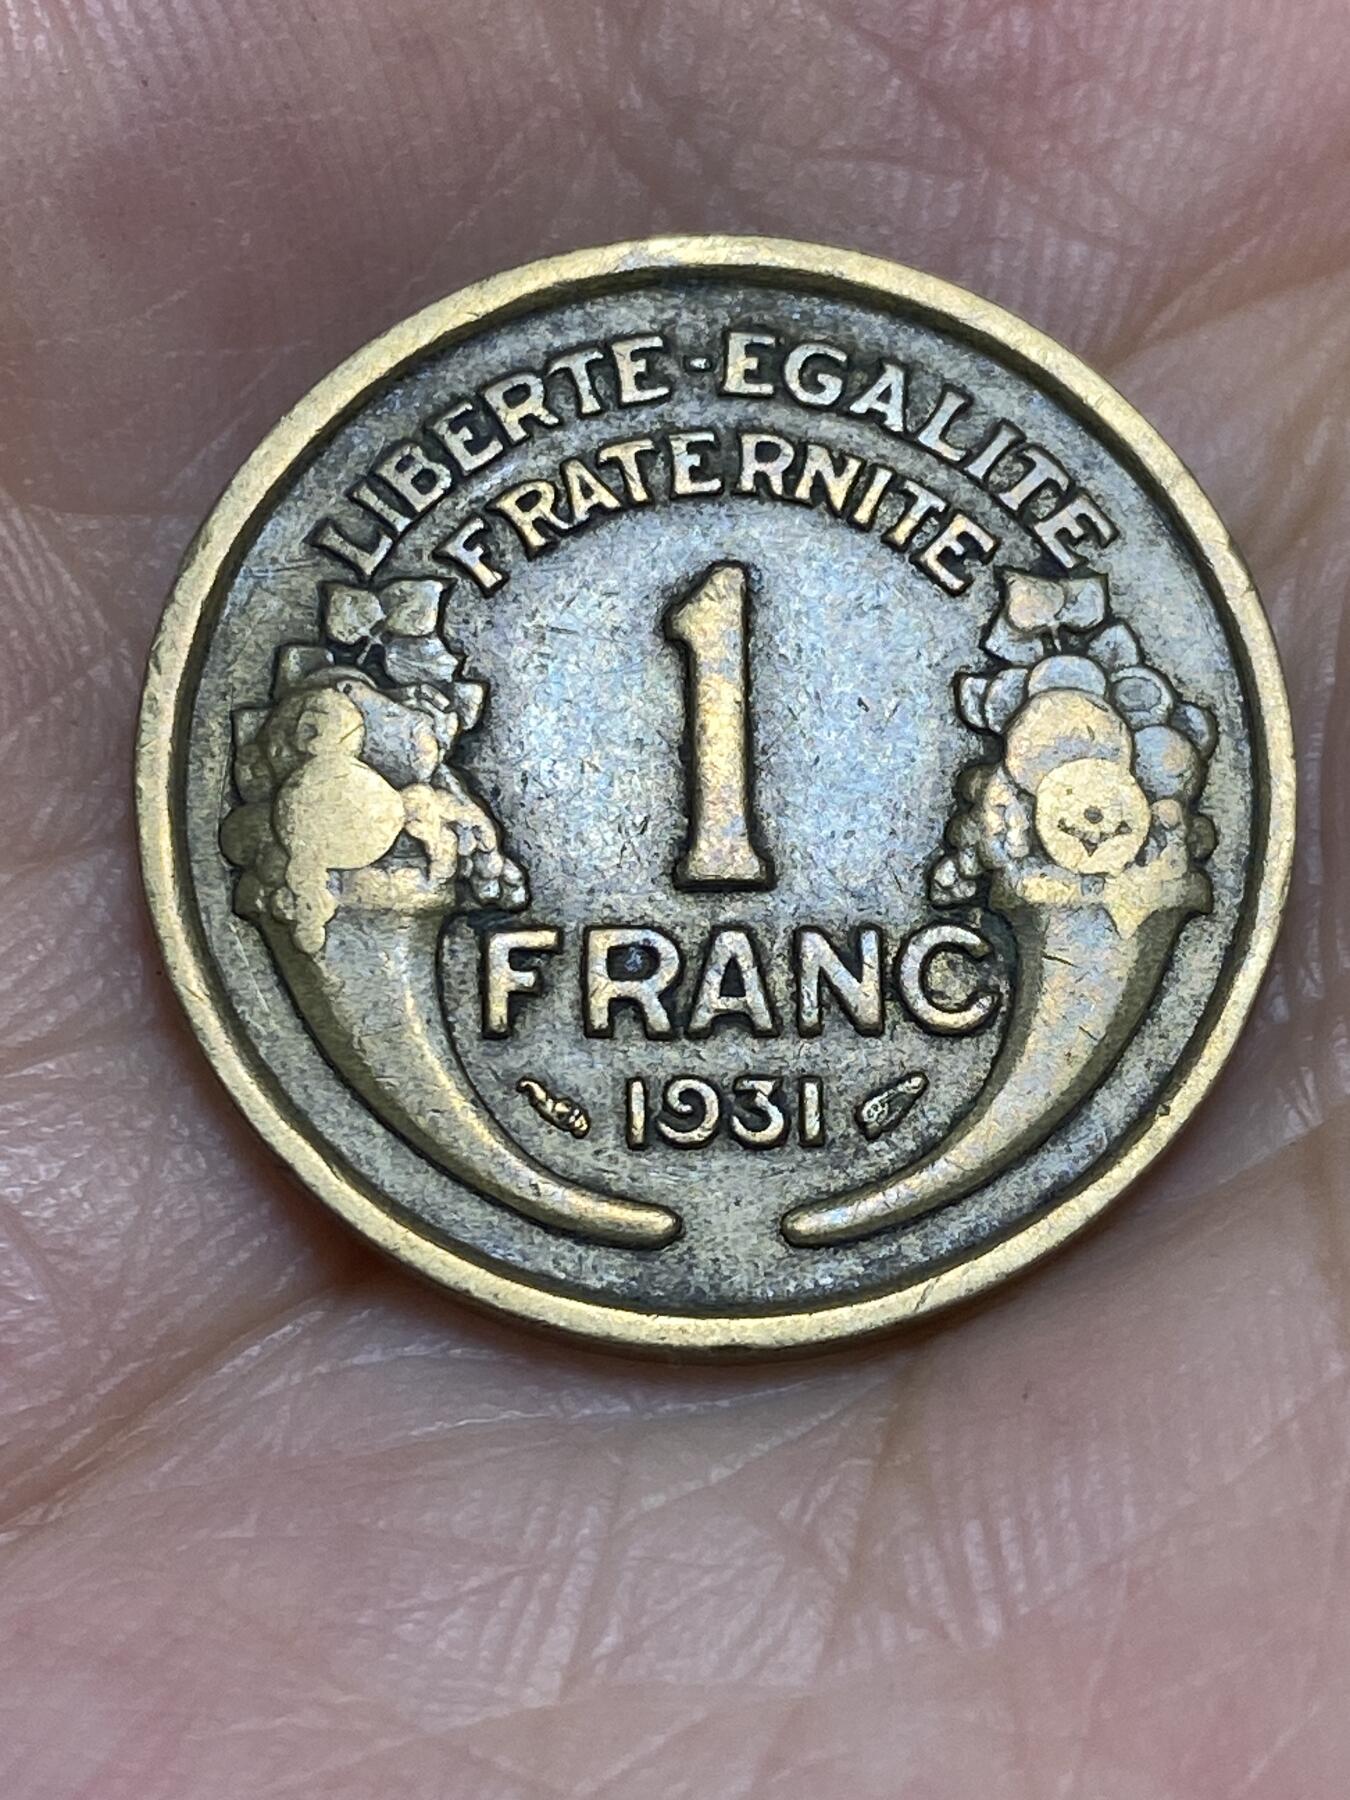 LIBERTE·EGALITE
FRATERNITE
1
FRANC
1931